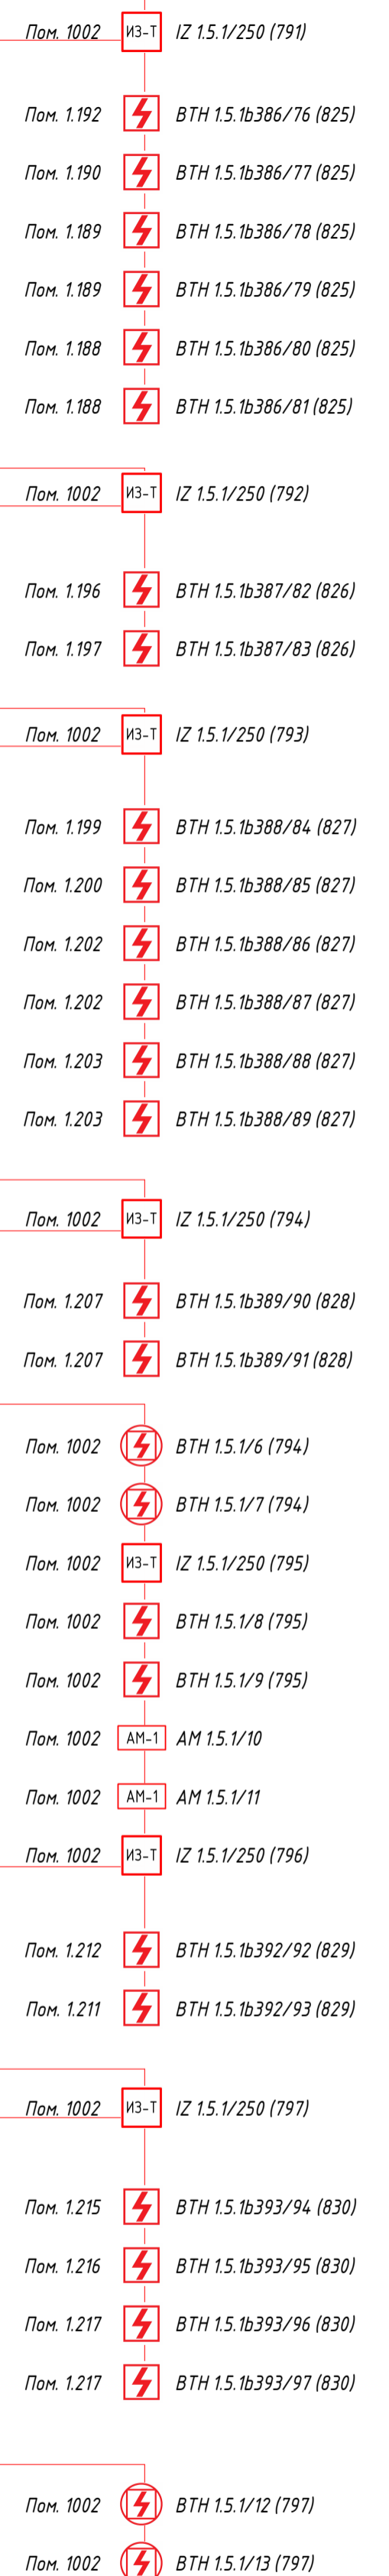 Пом. 1002 ИЗ-Т IZ 1.5.1/250 (791)
Пом. 1.192 BTH 1.5.1b386/76 (825)
Пом. 1.190 BTH 1.5.1b386/77 (825)
Пом. 1.189 BTH 1.5.1b386/78 (825)
Пом. 1.189 BTH 1.5.1b386/79 (825)
Пом. 1.188 BTH 1.5.1b386/80 (825)
Пом. 1.188 BTH 1.5.1b386/81 (825)
Пом. 1002 ИЗ-Т IZ 1.5.1/250 (792)
Пом. 1.196 BTH 1.5.1b387/82 (826)
Пом. 1.197 BTH 1.5.1b387/83 (826)
Пом. 1002 ИЗ-Т IZ 1.5.1/250 (793)
Пом. 1.199 BTH 1.5.1b388/84 (827)
Пом. 1.200 BTH 1.5.1b388/85 (827)
Пом. 1.202 BTH 1.5.1b388/86 (827)
Пом. 1.202 BTH 1.5.1b388/87 (827)
Пом. 1.203 BTH 1.5.1b388/88 (827)
Пом. 1.203 BTH 1.5.1b388/89 (827)
Пом. 1002 ИЗ-Т IZ 1.5.1/250 (794)
Пом. 1.207 BTH 1.5.1b389/90 (828)
Пом. 1.207 BTH 1.5.1b389/91 (828)
Пом. 1002 BTH 1.5.1/6 (794)
Пом. 1002 BTH 1.5.1/7 (794)
Пом. 1002 ИЗ-Т IZ 1.5.1/250 (795)
Пом. 1002 BTH 1.5.1/8 (795)
Пом. 1002 BTH 1.5.1/9 (795)
Пом. 1002 АМ-1 AM 1.5.1/10
Пом. 1002 АМ-1 AM 1.5.1/11
Пом. 1002 ИЗ-Т IZ 1.5.1/250 (796)
Пом. 1.212 BTH 1.5.1b392/92 (829)
Пом. 1.211 BTH 1.5.1b392/93 (829)
Пом. 1002 ИЗ-Т IZ 1.5.1/250 (797)
Пом. 1.215 BTH 1.5.1b393/94 (830)
Пом. 1.216 BTH 1.5.1b393/95 (830)
Пом. 1.217 BTH 1.5.1b393/96 (830)
Пом. 1.217 BTH 1.5.1b393/97 (830)
Пом. 1002 BTH 1.5.1/12 (797)
Пом. 1002 BTH 1.5.1/13 (797)